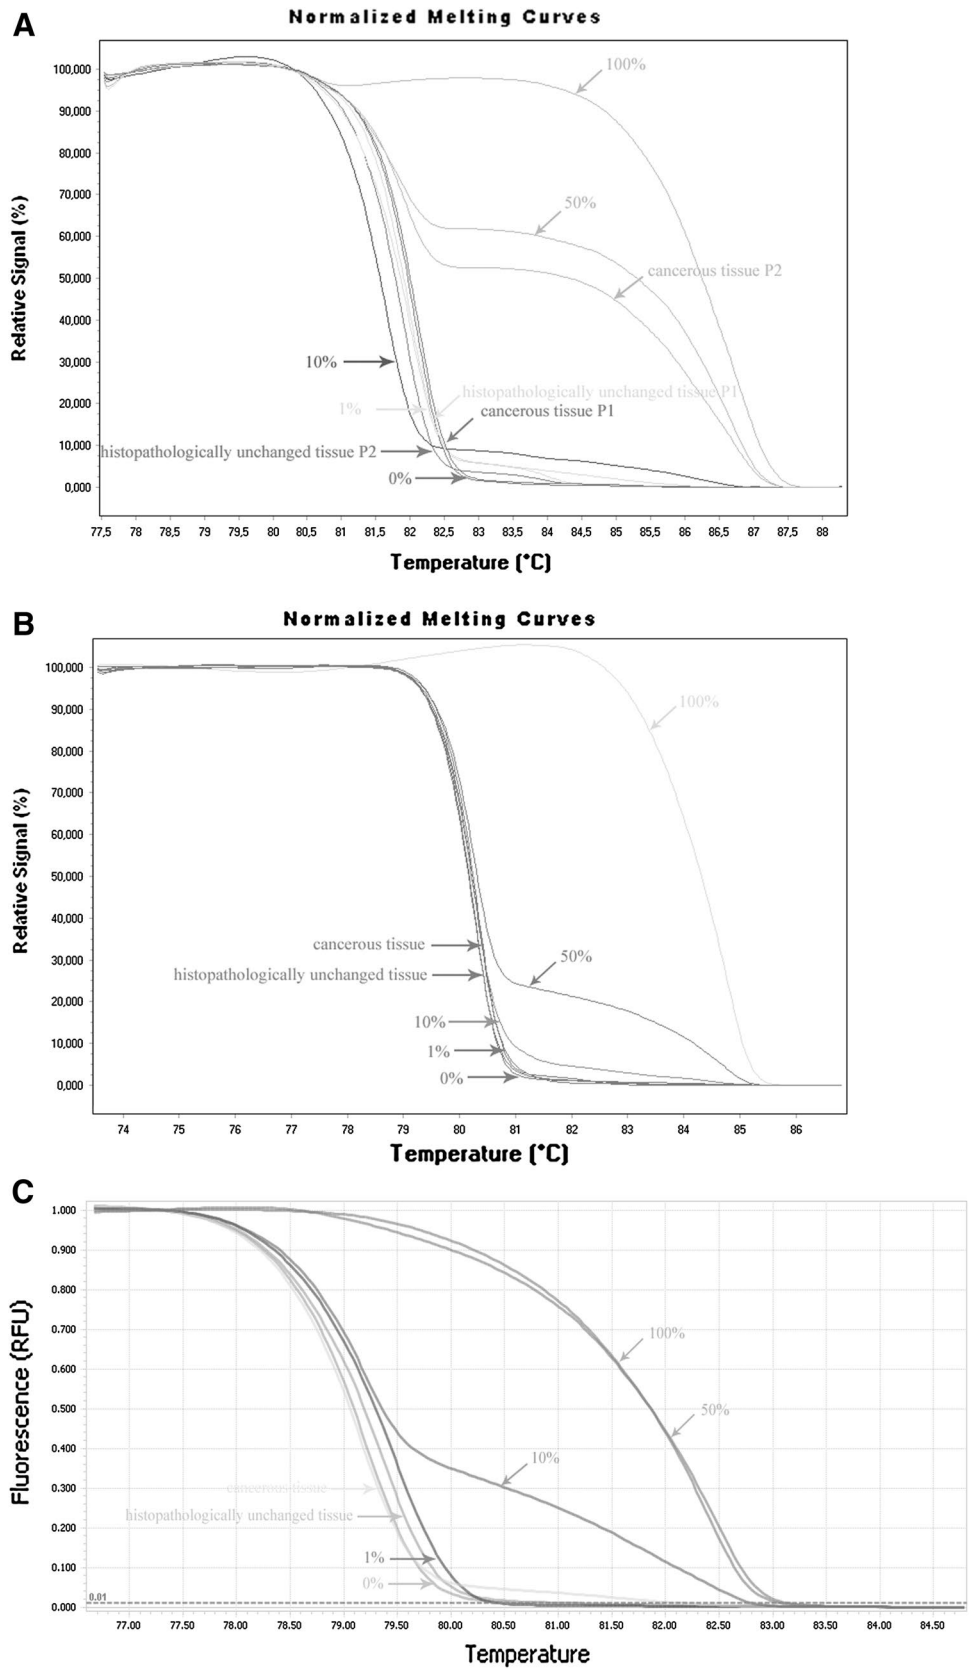 A
Normalized Melting Curves
Relative Signal (%)
100,000
90,000
80,000
70,000
60,000
50,000
40,000
30,000
20,000
10,000
0,000
100%
50%
cancerous tissue P2
10%
histopathologically unchanged tissue P1
1%
cancerous tissue P1
histopathologically unchanged tissue P2
0%
77,5 78 78,5 79 79,5 80 80,5 81 81,5 82 82,5 83 83,5 84 84,5 85 85,5 86 86,5 87 87,5 88
Temperature (°C)
B
Normalized Melting Curves
Relative Signal (%)
100,000
90,000
80,000
70,000
60,000
50,000
40,000
30,000
20,000
10,000
0,000
100%
cancerous tissue
50%
histopathologically unchanged tissue
10%
1%
0%
74 75 76 77 78 79 80 81 82 83 84 85 86
Temperature (°C)
C
Fluorescence (RFU)
1.000
0.900
0.800
0.700
0.600
0.500
0.400
0.300
0.200
0.100
0.000
100%
50%
10%
cancerous tissue
histopathologically unchanged tissue
1%
0%
0.01
77.00 77.50 78.00 78.50 79.00 79.50 80.00 80.50 81.00 81.50 82.00 82.50 83.00 83.50 84.00 84.50
Temperature